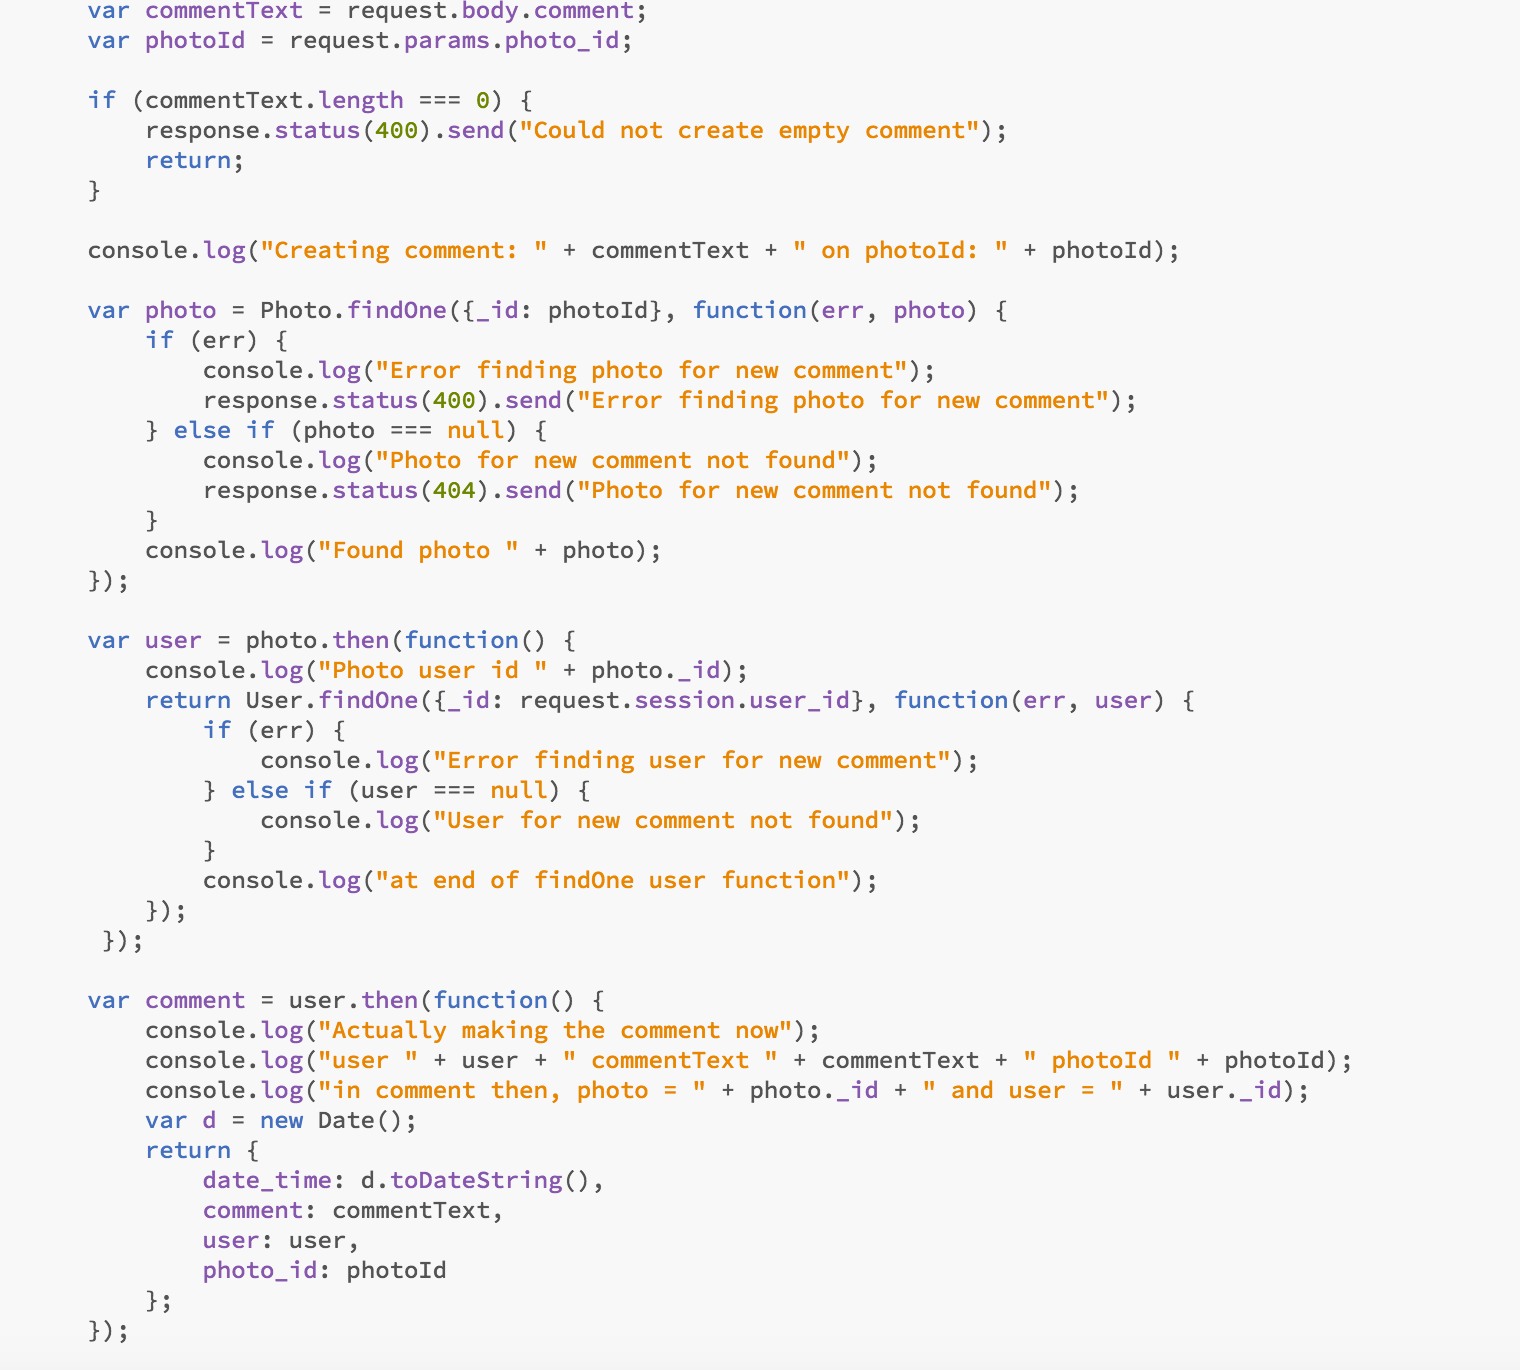 var commentText = request.body.comment;
var photoId = request.params.photo_id;

if (commentText.length === 0) {
    response.status(400).send("Could not create empty comment");
    return;
}

console.log("Creating comment: " + commentText + " on photoId: " + photoId);

var photo = Photo.findOne({_id: photoId}, function(err, photo) {
    if (err) {
        console.log("Error finding photo for new comment");
        response.status(400).send("Error finding photo for new comment");
    } else if (photo === null) {
        console.log("Photo for new comment not found");
        response.status(404).send("Photo for new comment not found");
    }
    console.log("Found photo " + photo);
});

var user = photo.then(function() {
    console.log("Photo user id " + photo._id);
    return User.findOne({_id: request.session.user_id}, function(err, user) {
        if (err) {
            console.log("Error finding user for new comment");
        } else if (user === null) {
            console.log("User for new comment not found");
        }
        console.log("at end of findOne user function");
    });
 });

var comment = user.then(function() {
    console.log("Actually making the comment now");
    console.log("user " + user + " commentText " + commentText + " photoId " + photoId);
    console.log("in comment then, photo = " + photo._id + " and user = " + user._id);
    var d = new Date();
    return {
        date_time: d.toDateString(),
        comment: commentText,
        user: user,
        photo_id: photoId
    };
});